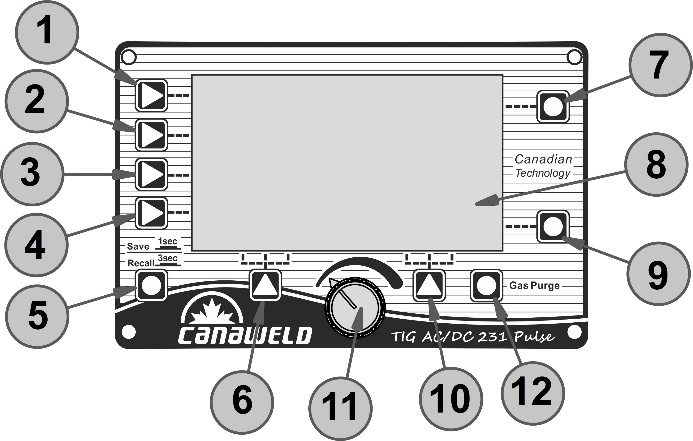 1
2
3
4
5
6
7
8
9
10
11
12
Canadian
Technology
Save 1sec
Recall 3sec
Gas Purge
CANAWELD
TIG AC/DC 231 Pulse